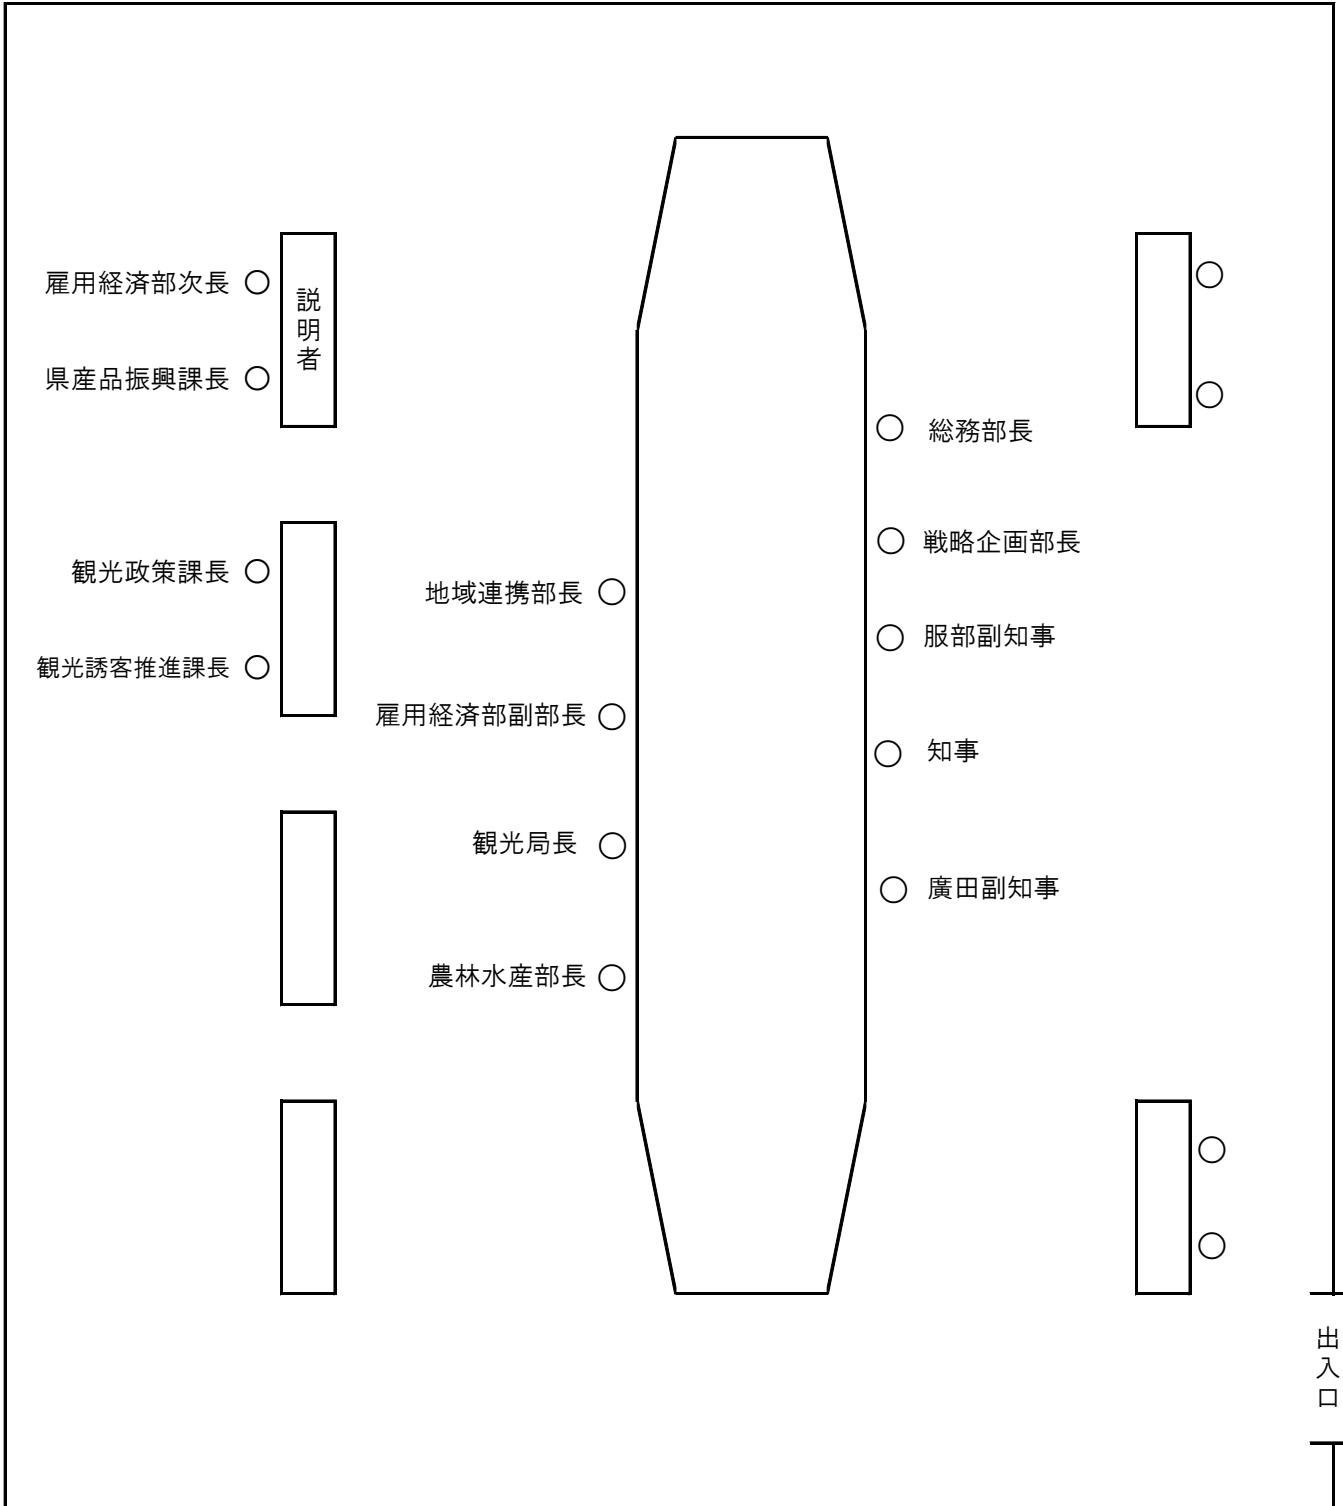 雇用経済部次長
県産品振興課長
説明者
観光政策課長
観光誘客推進課長
地域連携部長
雇用経済部副部長
観光局長
農林水産部長
総務部長
戦略企画部長
服部副知事
知事
廣田副知事
出入口